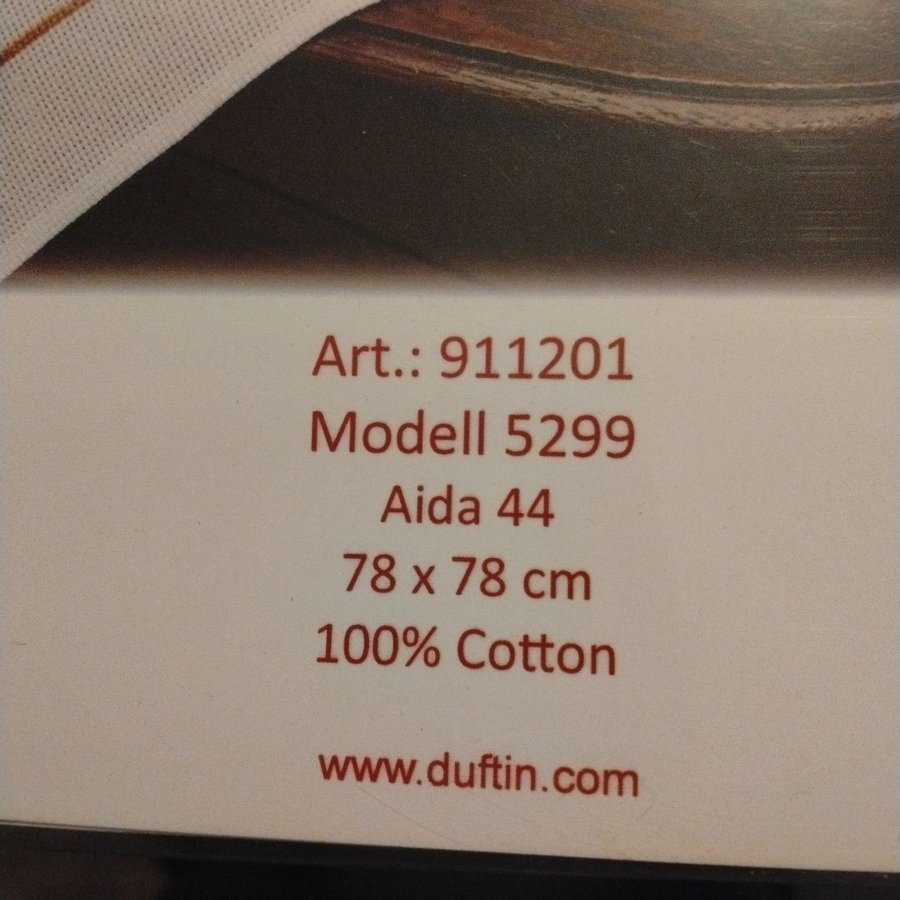 Art.: 911201
Modell 5299
Aida 44
78 x 78 cm
100% Cotton
www.duftin.com